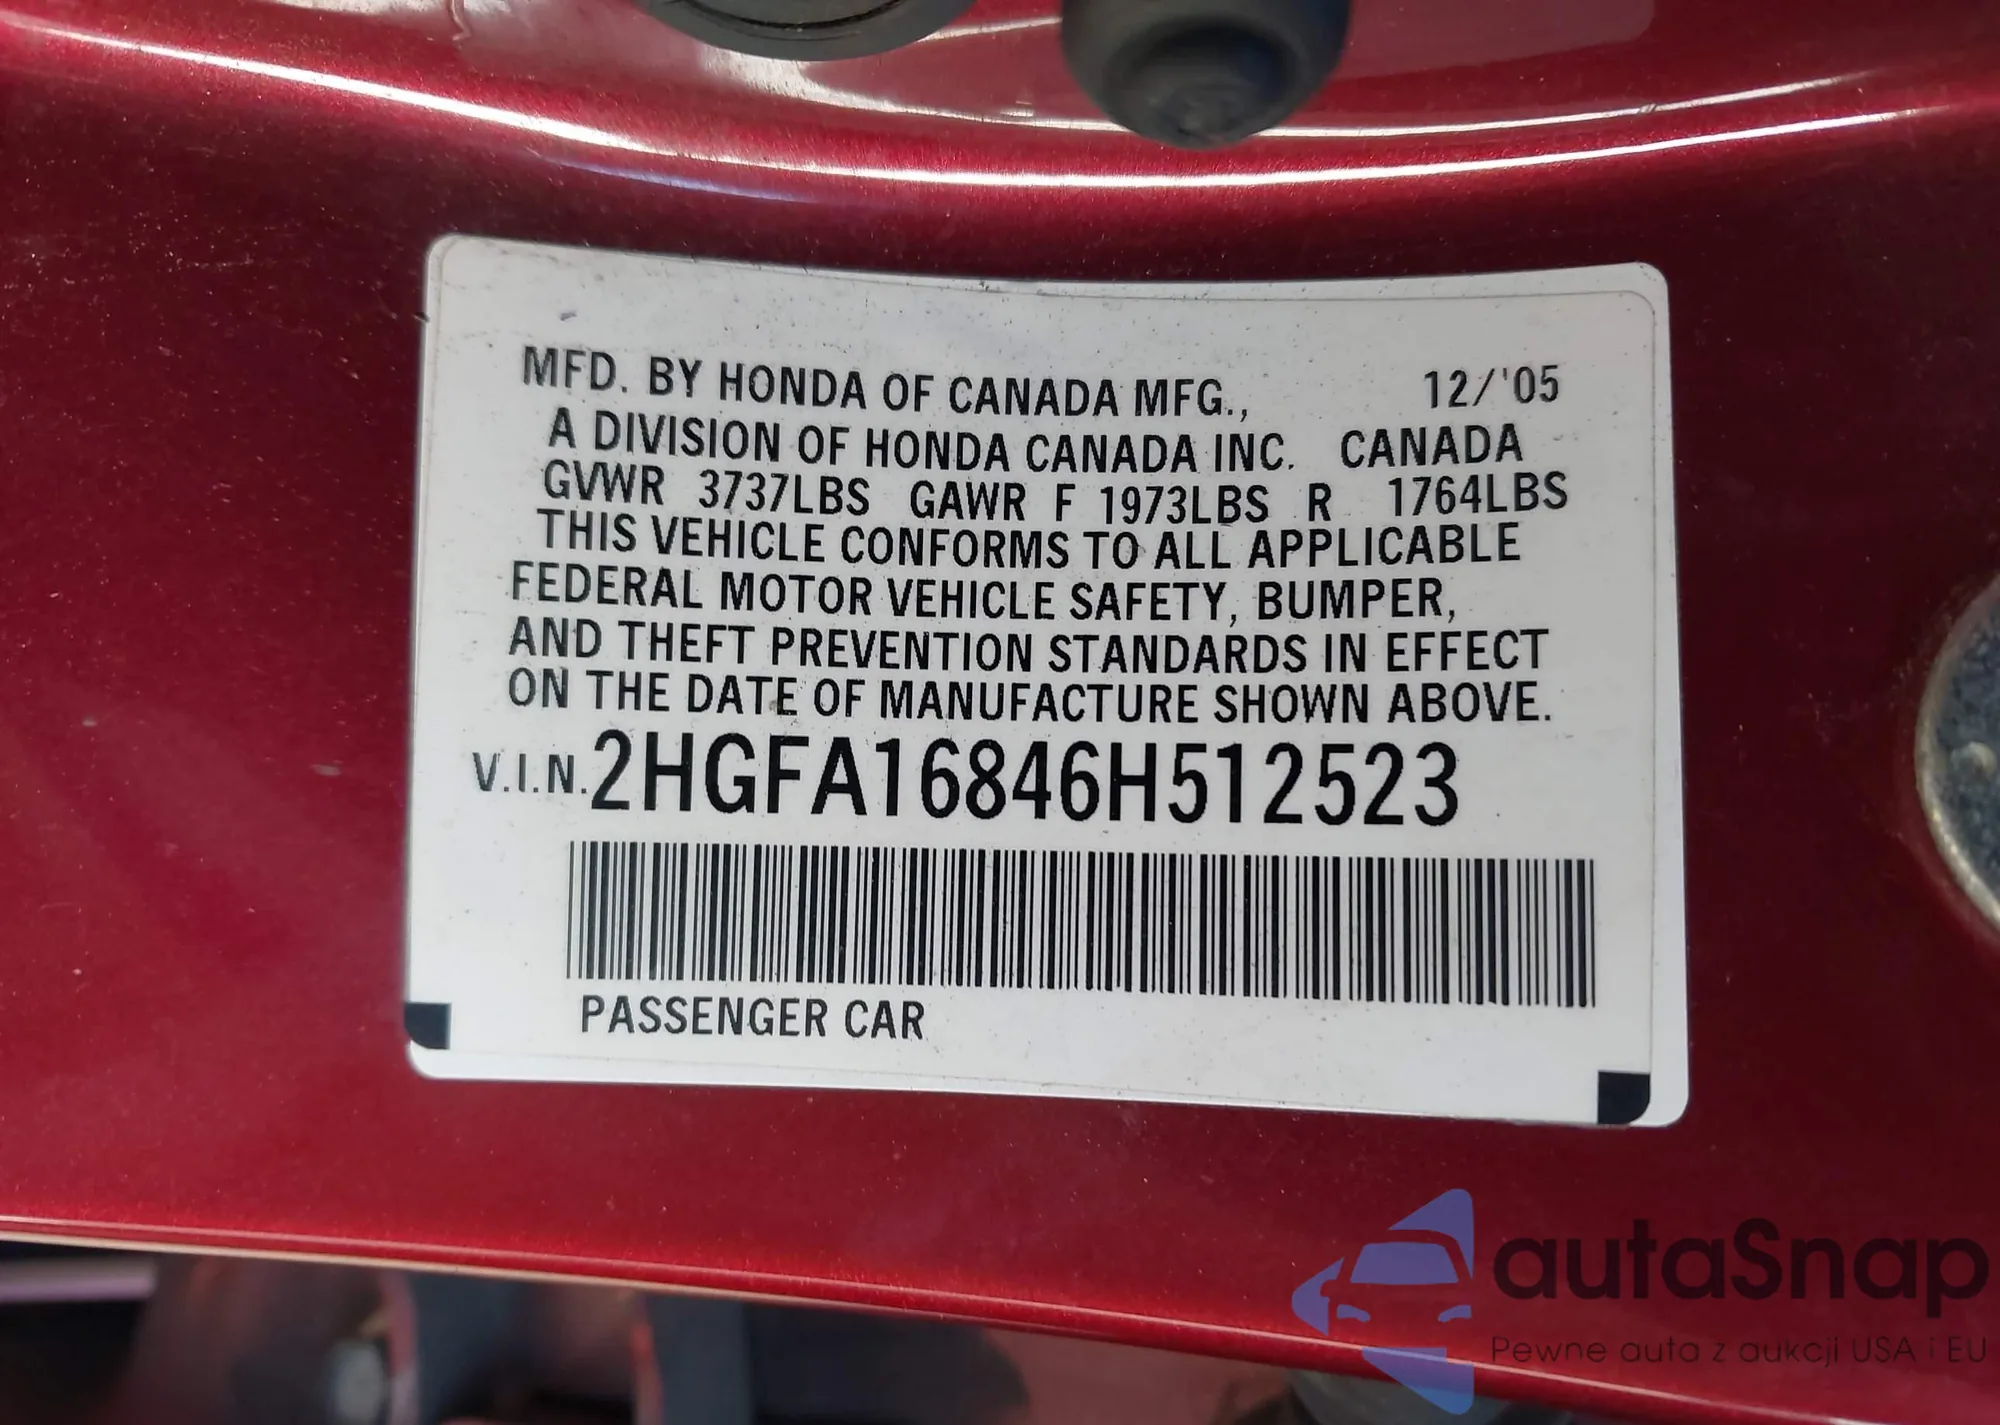 MFD. BY HONDA OF CANADA MFG., 12/'05
A DIVISION OF HONDA CANADA INC. CANADA
GVWR 3737LBS GAWR F 1973LBS R 1764LBS
THIS VEHICLE CONFORMS TO ALL APPLICABLE
FEDERAL MOTOR VEHICLE SAFETY, BUMPER,
AND THEFT PREVENTION STANDARDS IN EFFECT
ON THE DATE OF MANUFACTURE SHOWN ABOVE.
V.I.N. 2HGFA16846H512523
PASSENGER CAR
autaSnap
Pewne auta z aukcji USA i EU